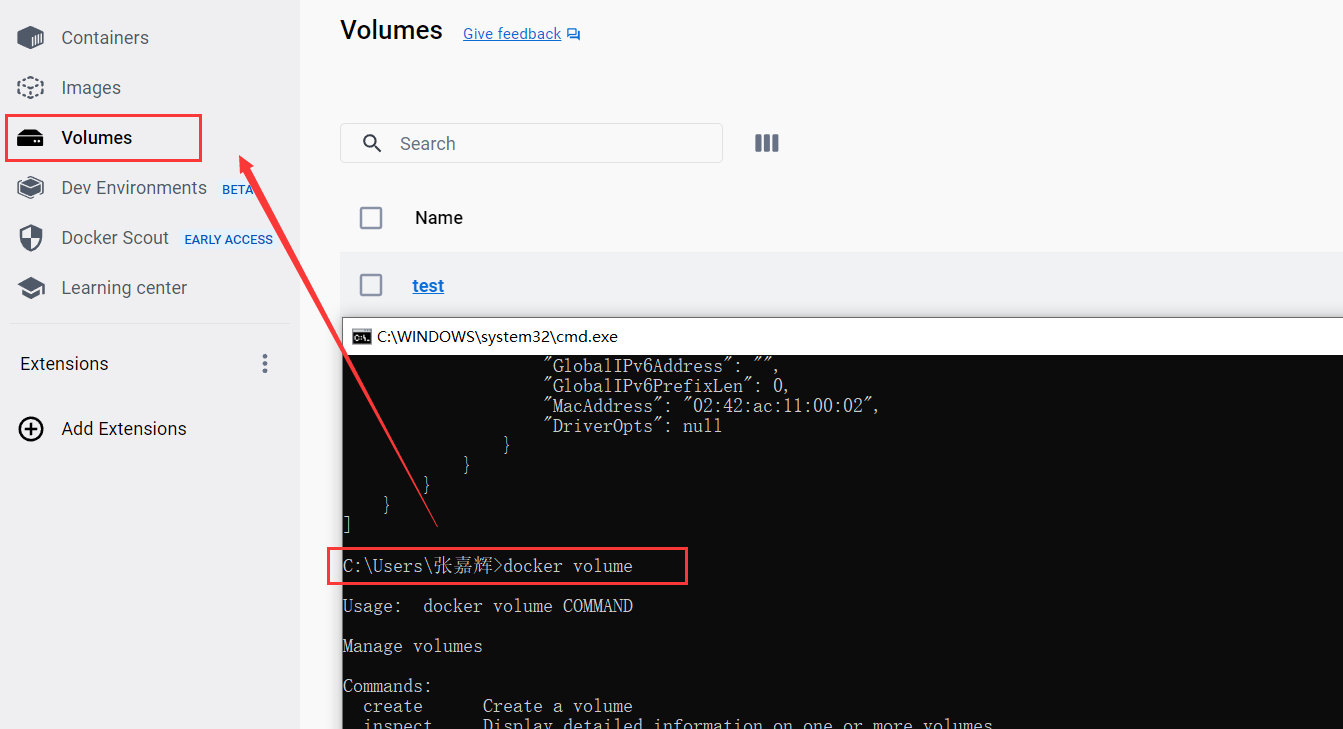 Containers
Images
Volumes
Dev Environments BETA
Docker Scout EARLY ACCESS
Learning center
Extensions
Add Extensions
Volumes Give feedback
Search
Name
test
C:\WINDOWS\system32\cmd.exe
"GlobalIPv6Address": "",
"GlobalIPv6PrefixLen": 0,
"MacAddress": "02:42:ac:11:00:02",
"DriverOpts": null
}
}
}
}
]
C:\Users\张嘉辉>docker volume
Usage:  docker volume COMMAND
Manage volumes
Commands:
create      Create a volume
inspect     Display detailed information on one or more volumes